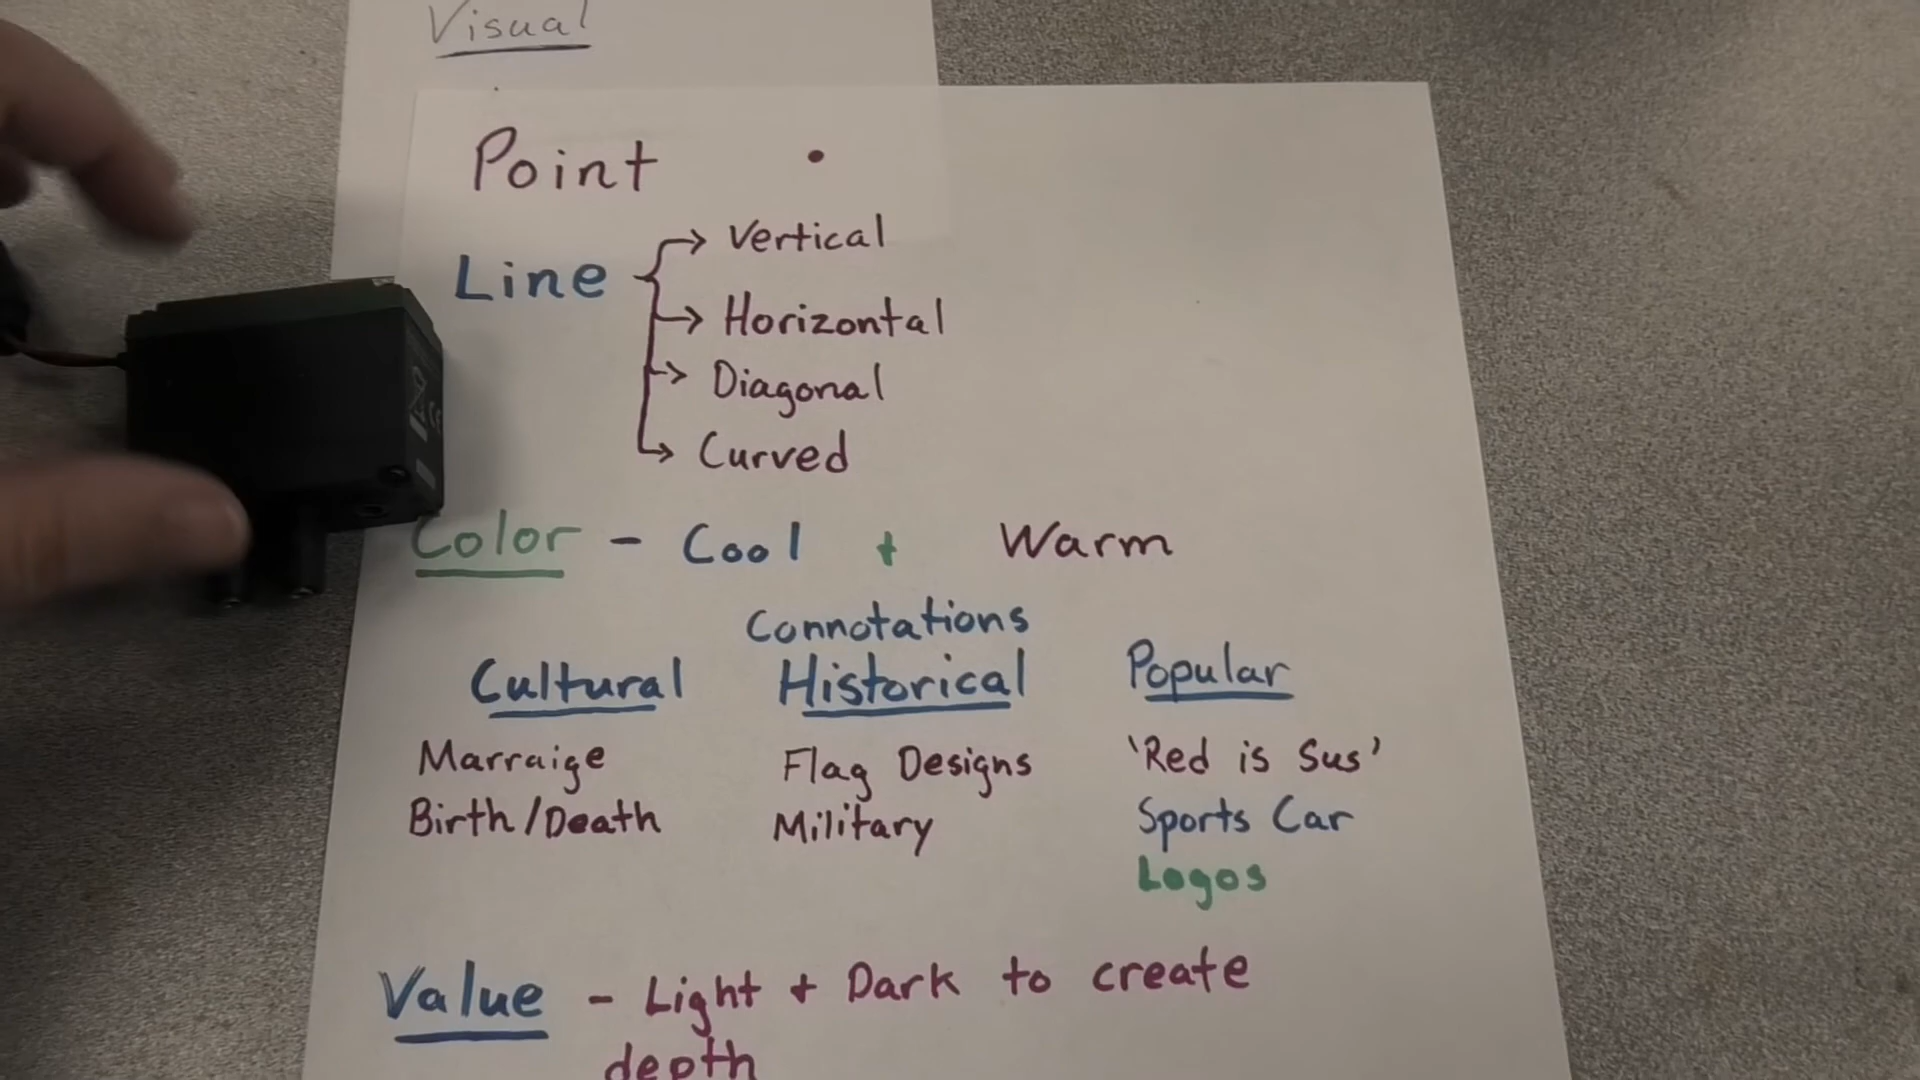 Visual
Point
Line
Vertical
Horizontal
Diagonal
Curved
Color - Cool + Warm
Connotations
Cultural Historical Popular
Marraige Flag Designs 'Red is Sus'
Birth/Death Military Sports Car
Logos
Value - Light + Dark to create
depth